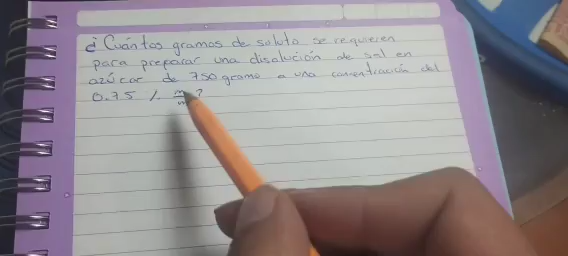 ¿Cuántos gramos de soluto se requieren
para preparar una disolución de sal en
azúcar de 750 gramo a una concentración del
0.75 % m/m?